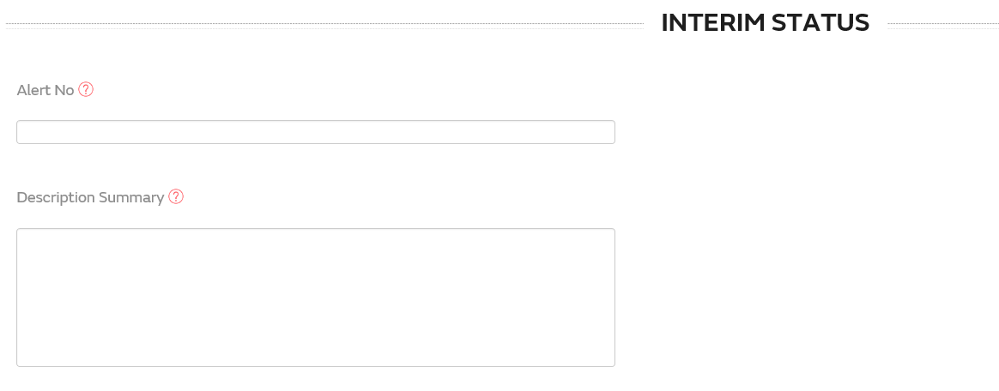 INTERIM STATUS
Alert No ?
Description Summary ?